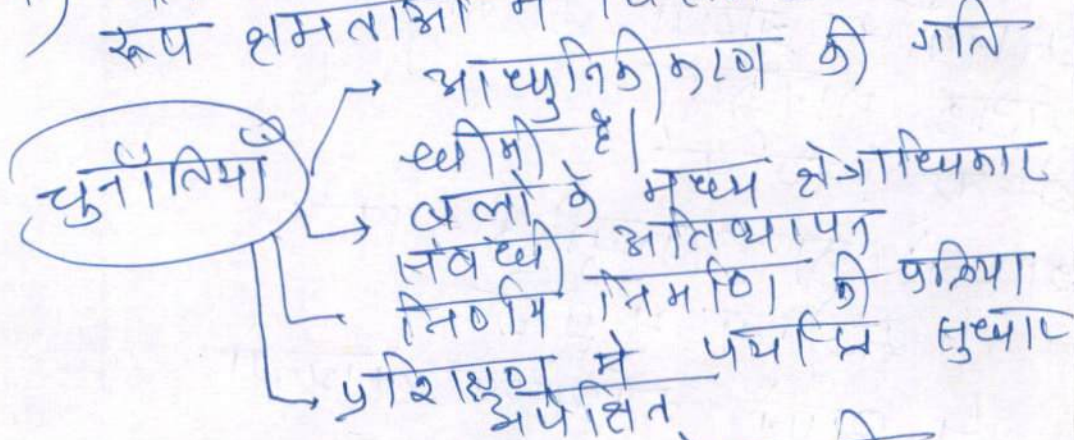 रूप क्षमताओं में
आधुनिकीकरण की गति
धीमी है।
चुनौतियाँ
बलों के मध्य क्षेत्राधिकार
संबंधी अतिव्यापन
निर्णय निर्माण की प्रक्रिया
प्रशिक्षण में पर्याप्त सुधार
अपेक्षित